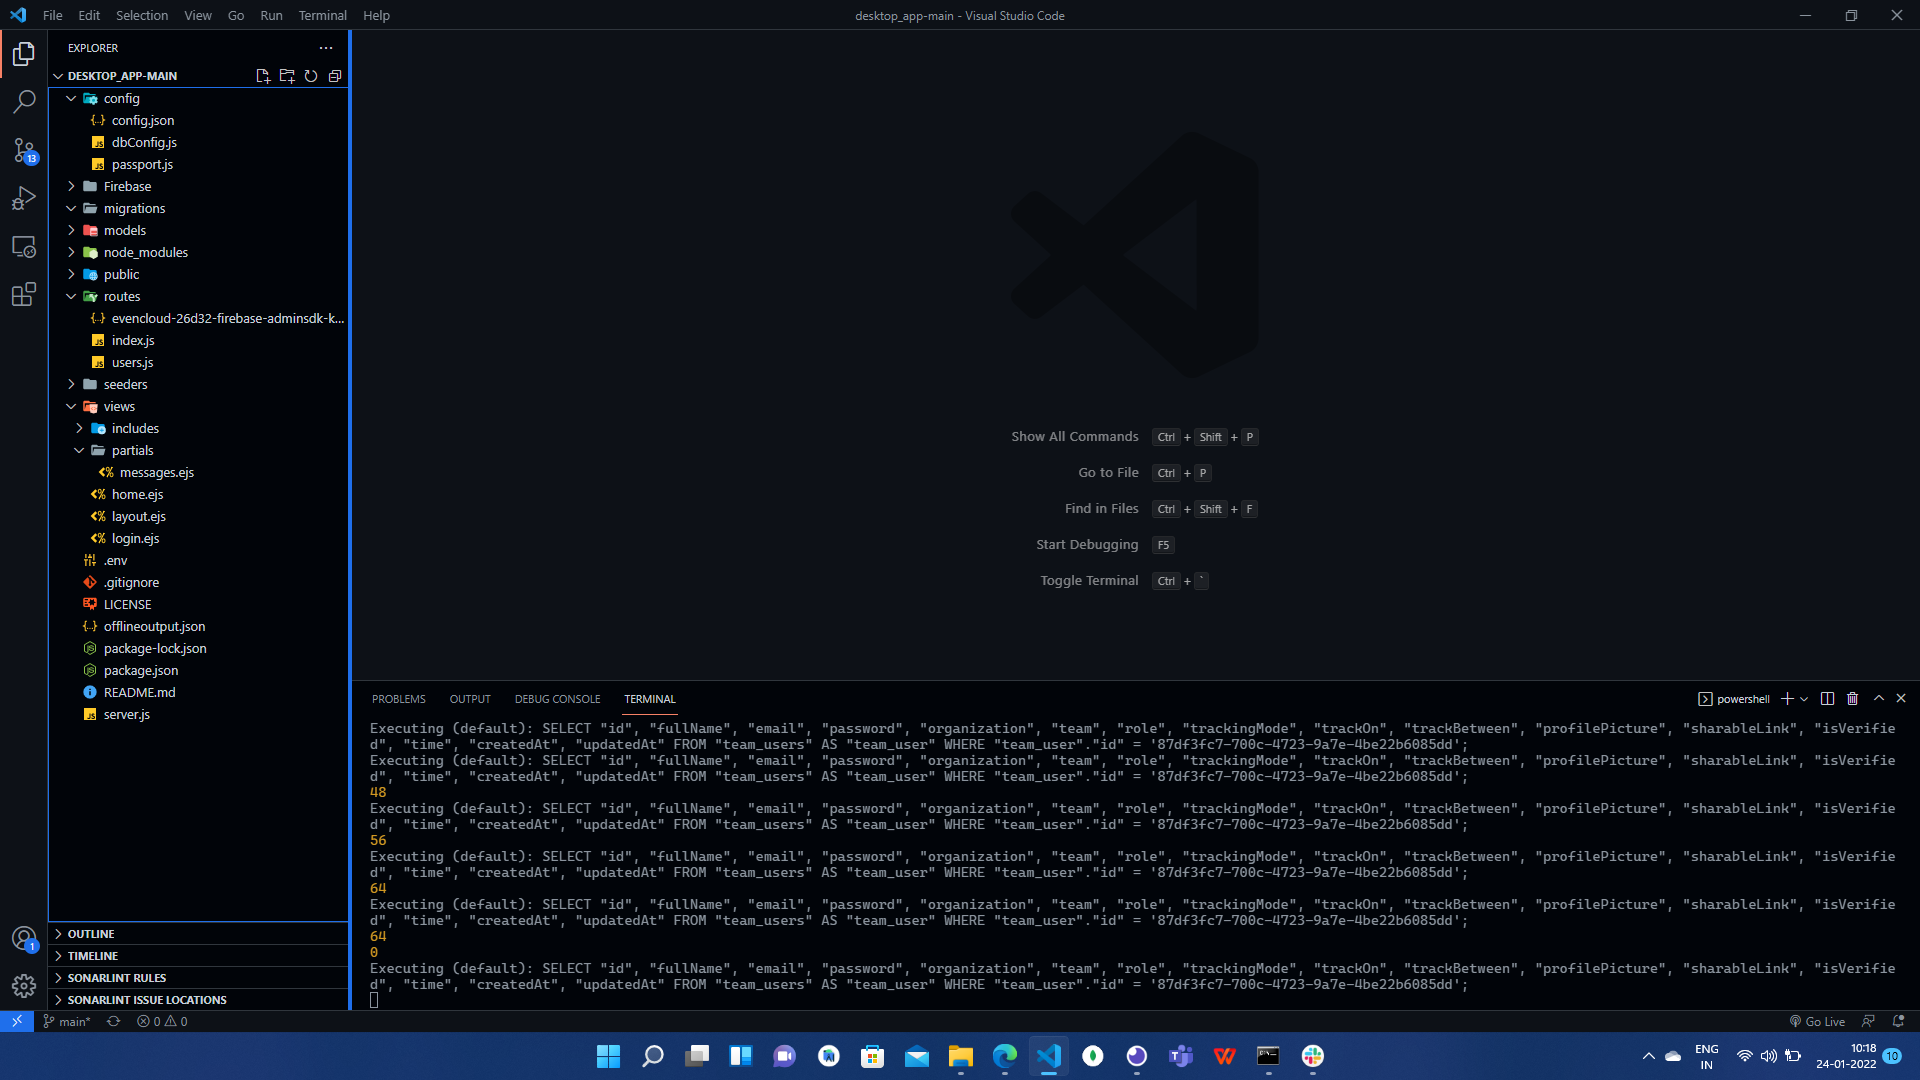 File Edit Selection View Go Run Terminal Help
desktop_app-main - Visual Studio Code
EXPLORER
DESKTOP_APP-MAIN
config
config.json
dbConfig.js
passport.js
Firebase
migrations
models
node_modules
public
routes
evencloud-26d32-firebase-adminsdk-k...
index.js
users.js
seeders
views
includes
partials
messages.ejs
home.ejs
layout.ejs
login.ejs
.env
.gitignore
LICENSE
offlineoutput.json
package-lock.json
package.json
README.md
server.js
OUTLINE
TIMELINE
SONARLINT RULES
SONARLINT ISSUE LOCATIONS
13
1
Show All Commands Ctrl + Shift + P
Go to File Ctrl + P
Find in Files Ctrl + Shift + F
Start Debugging F5
Toggle Terminal Ctrl + `
PROBLEMS OUTPUT DEBUG CONSOLE TERMINAL
powershell
Executing (default): SELECT "id", "fullName", "email", "password", "organization", "team", "role", "trackingMode", "trackOn", "trackBetween", "profilePicture", "sharableLink", "isVerifie
d", "time", "createdAt", "updatedAt" FROM "team_users" AS "team_user" WHERE "team_user"."id" = '87df3fc7-700c-4723-9a7e-4be22b6085dd';
Executing (default): SELECT "id", "fullName", "email", "password", "organization", "team", "role", "trackingMode", "trackOn", "trackBetween", "profilePicture", "sharableLink", "isVerifie
d", "time", "createdAt", "updatedAt" FROM "team_users" AS "team_user" WHERE "team_user"."id" = '87df3fc7-700c-4723-9a7e-4be22b6085dd';
48
Executing (default): SELECT "id", "fullName", "email", "password", "organization", "team", "role", "trackingMode", "trackOn", "trackBetween", "profilePicture", "sharableLink", "isVerifie
d", "time", "createdAt", "updatedAt" FROM "team_users" AS "team_user" WHERE "team_user"."id" = '87df3fc7-700c-4723-9a7e-4be22b6085dd';
56
Executing (default): SELECT "id", "fullName", "email", "password", "organization", "team", "role", "trackingMode", "trackOn", "trackBetween", "profilePicture", "sharableLink", "isVerifie
d", "time", "createdAt", "updatedAt" FROM "team_users" AS "team_user" WHERE "team_user"."id" = '87df3fc7-700c-4723-9a7e-4be22b6085dd';
64
Executing (default): SELECT "id", "fullName", "email", "password", "organization", "team", "role", "trackingMode", "trackOn", "trackBetween", "profilePicture", "sharableLink", "isVerifie
d", "time", "createdAt", "updatedAt" FROM "team_users" AS "team_user" WHERE "team_user"."id" = '87df3fc7-700c-4723-9a7e-4be22b6085dd';
64
0
Executing (default): SELECT "id", "fullName", "email", "password", "organization", "team", "role", "trackingMode", "trackOn", "trackBetween", "profilePicture", "sharableLink", "isVerifie
d", "time", "createdAt", "updatedAt" FROM "team_users" AS "team_user" WHERE "team_user"."id" = '87df3fc7-700c-4723-9a7e-4be22b6085dd';
main* 0 0
Go Live
ENG
IN
10:18
24-01-2022
10